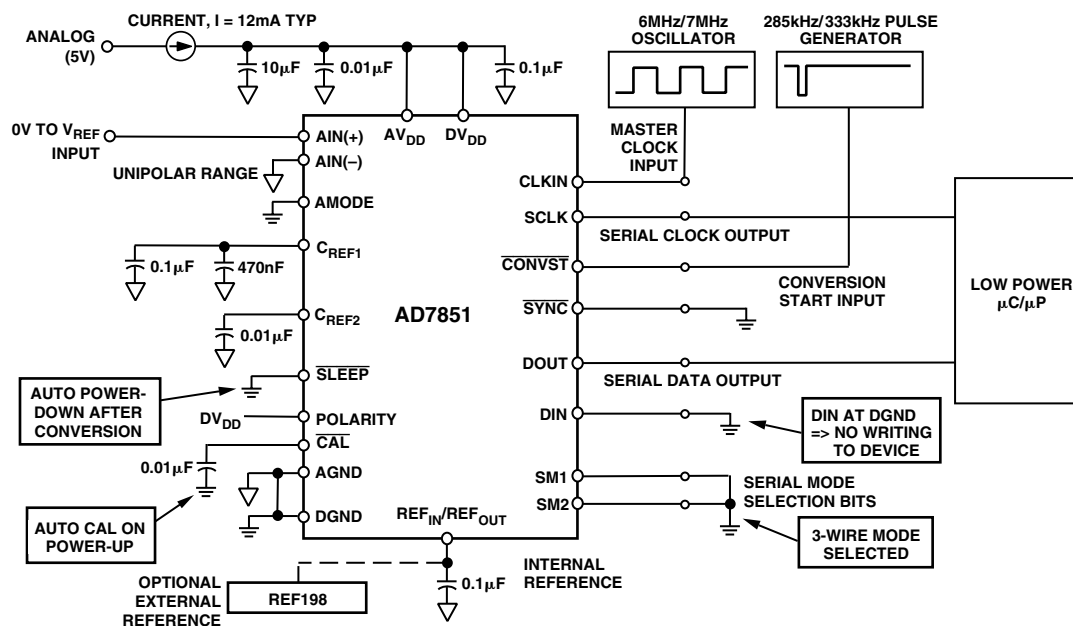 CURRENT, I = 12mA TYP
ANALOG
(5V)
10μF
0.01μF
0.1μF
6MHz/7MHz
OSCILLATOR
285kHz/333kHz PULSE
GENERATOR
0V TO VREF
INPUT
AIN(+)
AVDD
DVDD
MASTER
CLOCK
INPUT
AIN(–)
UNIPOLAR RANGE
CLKIN
AMODE
SCLK
SERIAL CLOCK OUTPUT
CREF1
0.1μF
470nF
CONVST
CONVERSION
START INPUT
LOW POWER
μC/μP
CREF2
0.01μF
AD7851
SYNC
DOUT
SERIAL DATA OUTPUT
SLEEP
AUTO POWER-
DOWN AFTER
CONVERSION
DVDD
POLARITY
DIN
DIN AT DGND
=> NO WRITING
TO DEVICE
CAL
0.01μF
AGND
SM1
SERIAL MODE
SELECTION BITS
SM2
DGND
AUTO CAL ON
POWER-UP
REFIN/REFOUT
3-WIRE MODE
SELECTED
INTERNAL
REFERENCE
OPTIONAL
EXTERNAL
REFERENCE
REF198
0.1μF